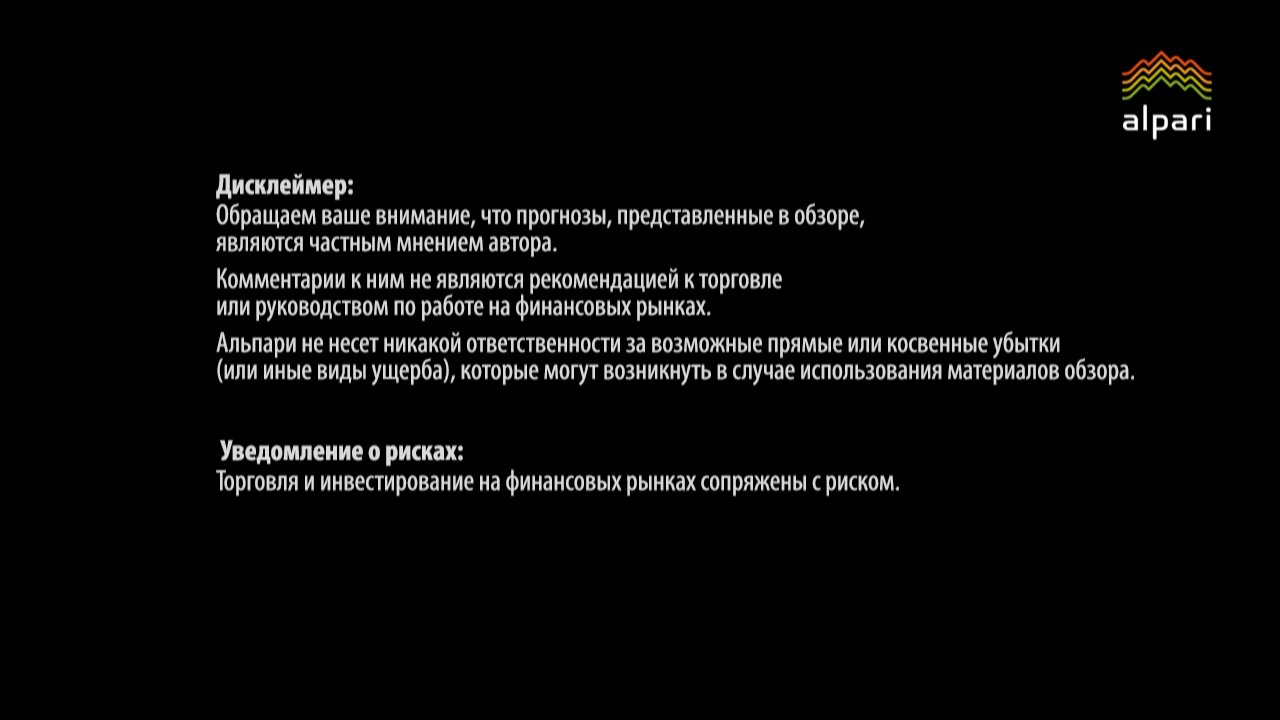 alpari
Дисклеймер:
Обращаем ваше внимание, что прогнозы, представленные в обзоре,
являются частным мнением автора.
Комментарии к ним не являются рекомендацией к торговле
или руководством по работе на финансовых рынках.
Альпари не несет никакой ответственности за возможные прямые или косвенные убытки
(или иные виды ущерба), которые могут возникнуть в случае использования материалов обзора.
Уведомление о рисках:
Торговля и инвестирование на финансовых рынках сопряжены с риском.